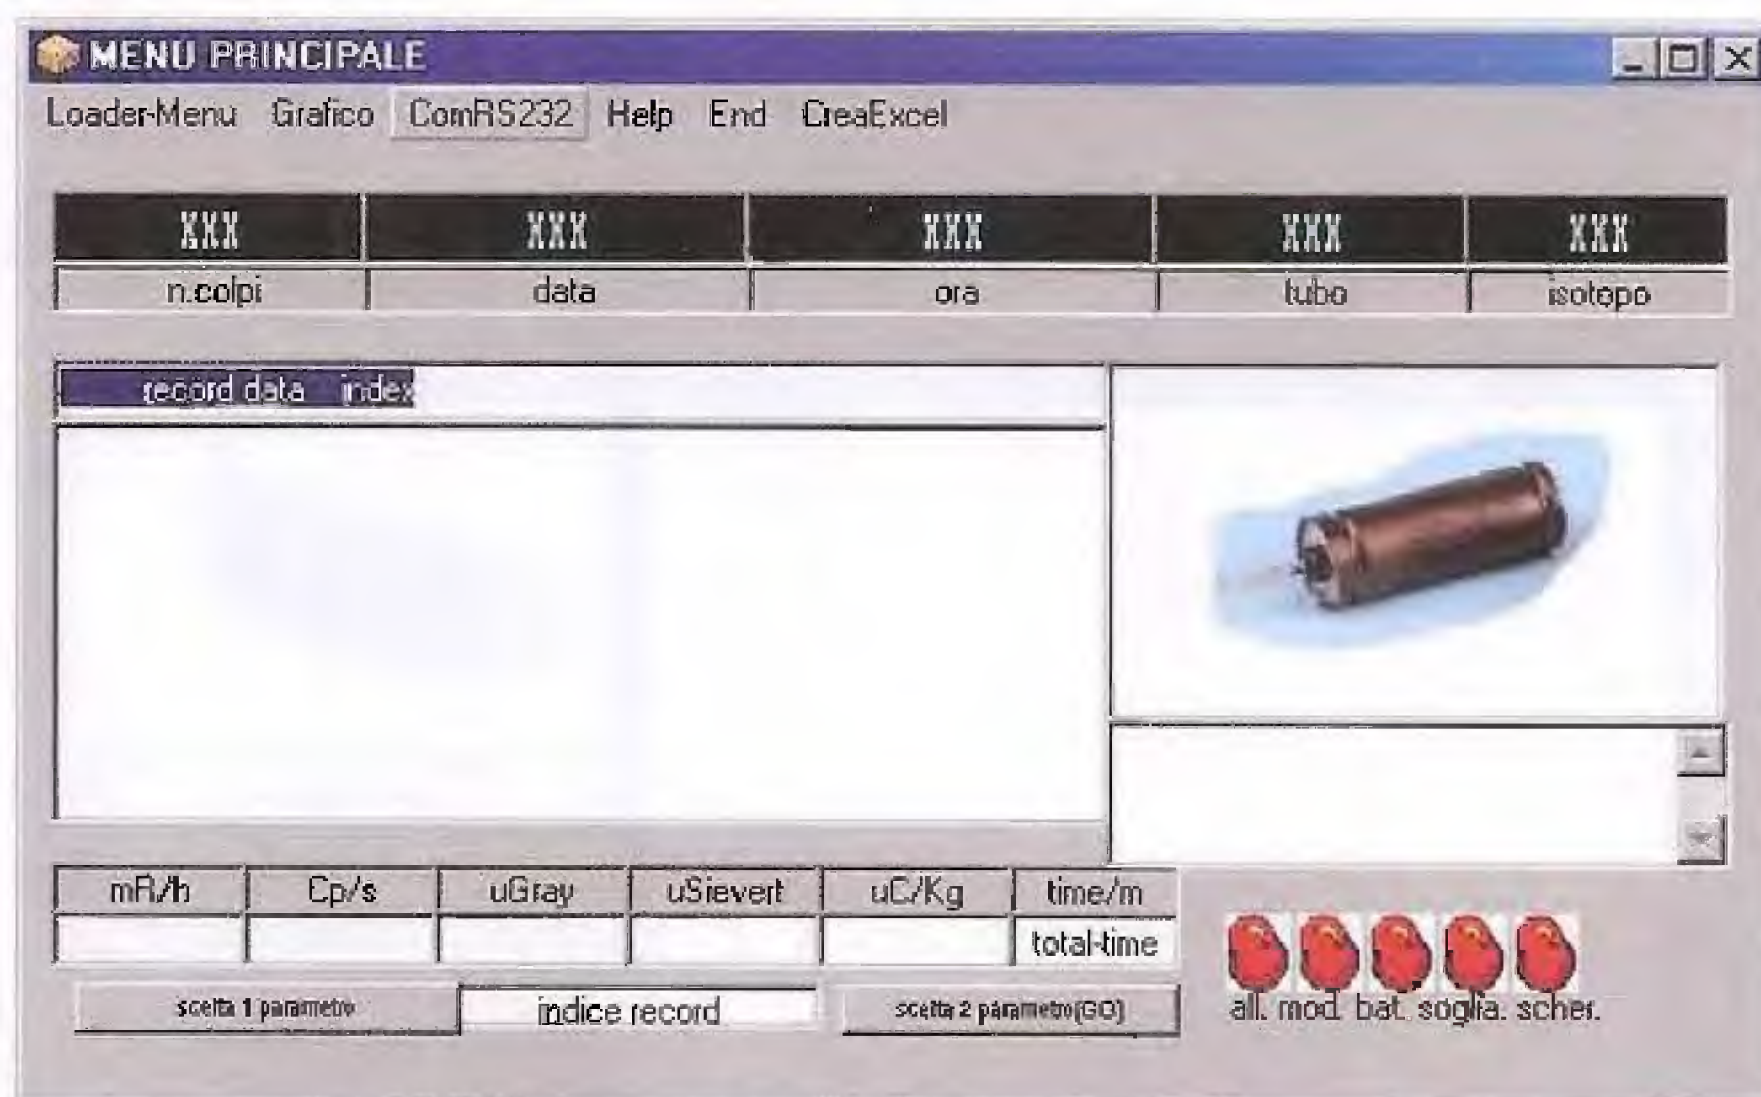 MENU PRINCIPALE
Loader-Menu Grafico ComRS232 Help End CreaExcel
XXX XXX XXX XXX XXX
n.colpi data ora tubo isotopo
record data index
mR/h Cp/s uGray uSievert uC/Kg time/m
total-time
scelta 1 parametro indice record scelta 2 parametro(GO)
all. mod. bat. soglia. scher.